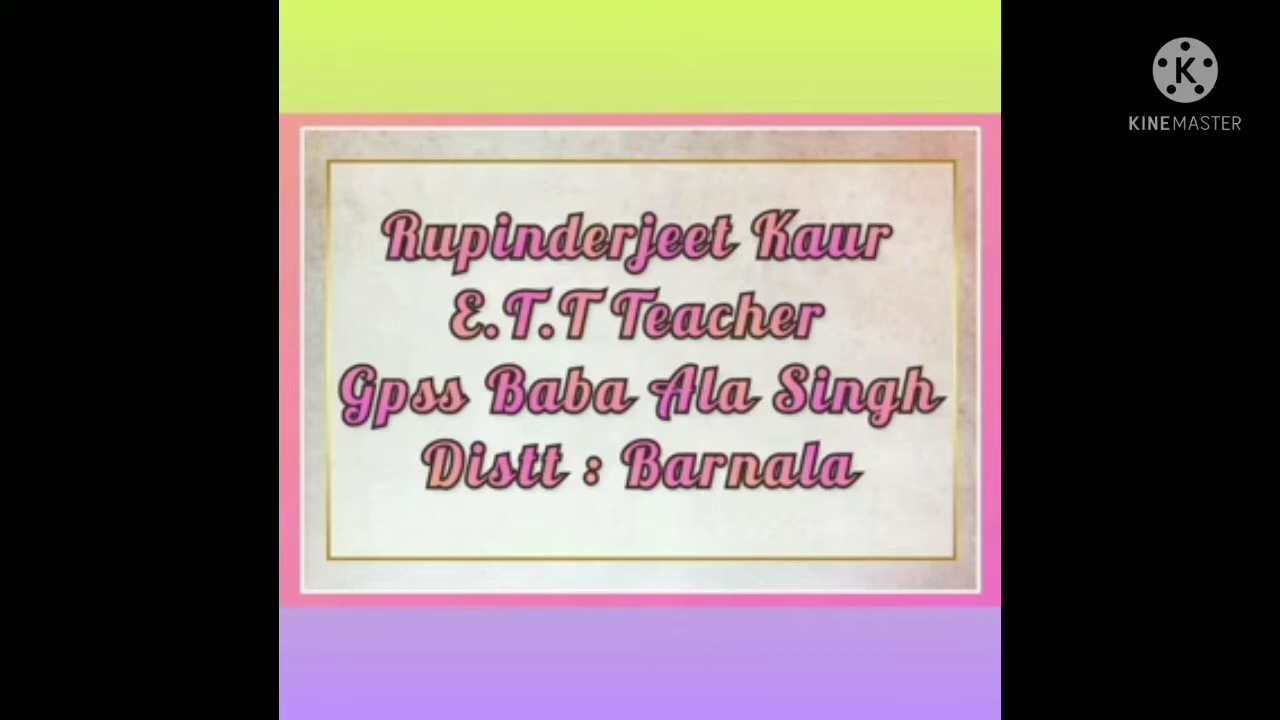 Rupinderjeet Kaur
E.T.T Teacher
Gpss Baba Ala Singh
Distt : Barnala
K
KINEMASTER